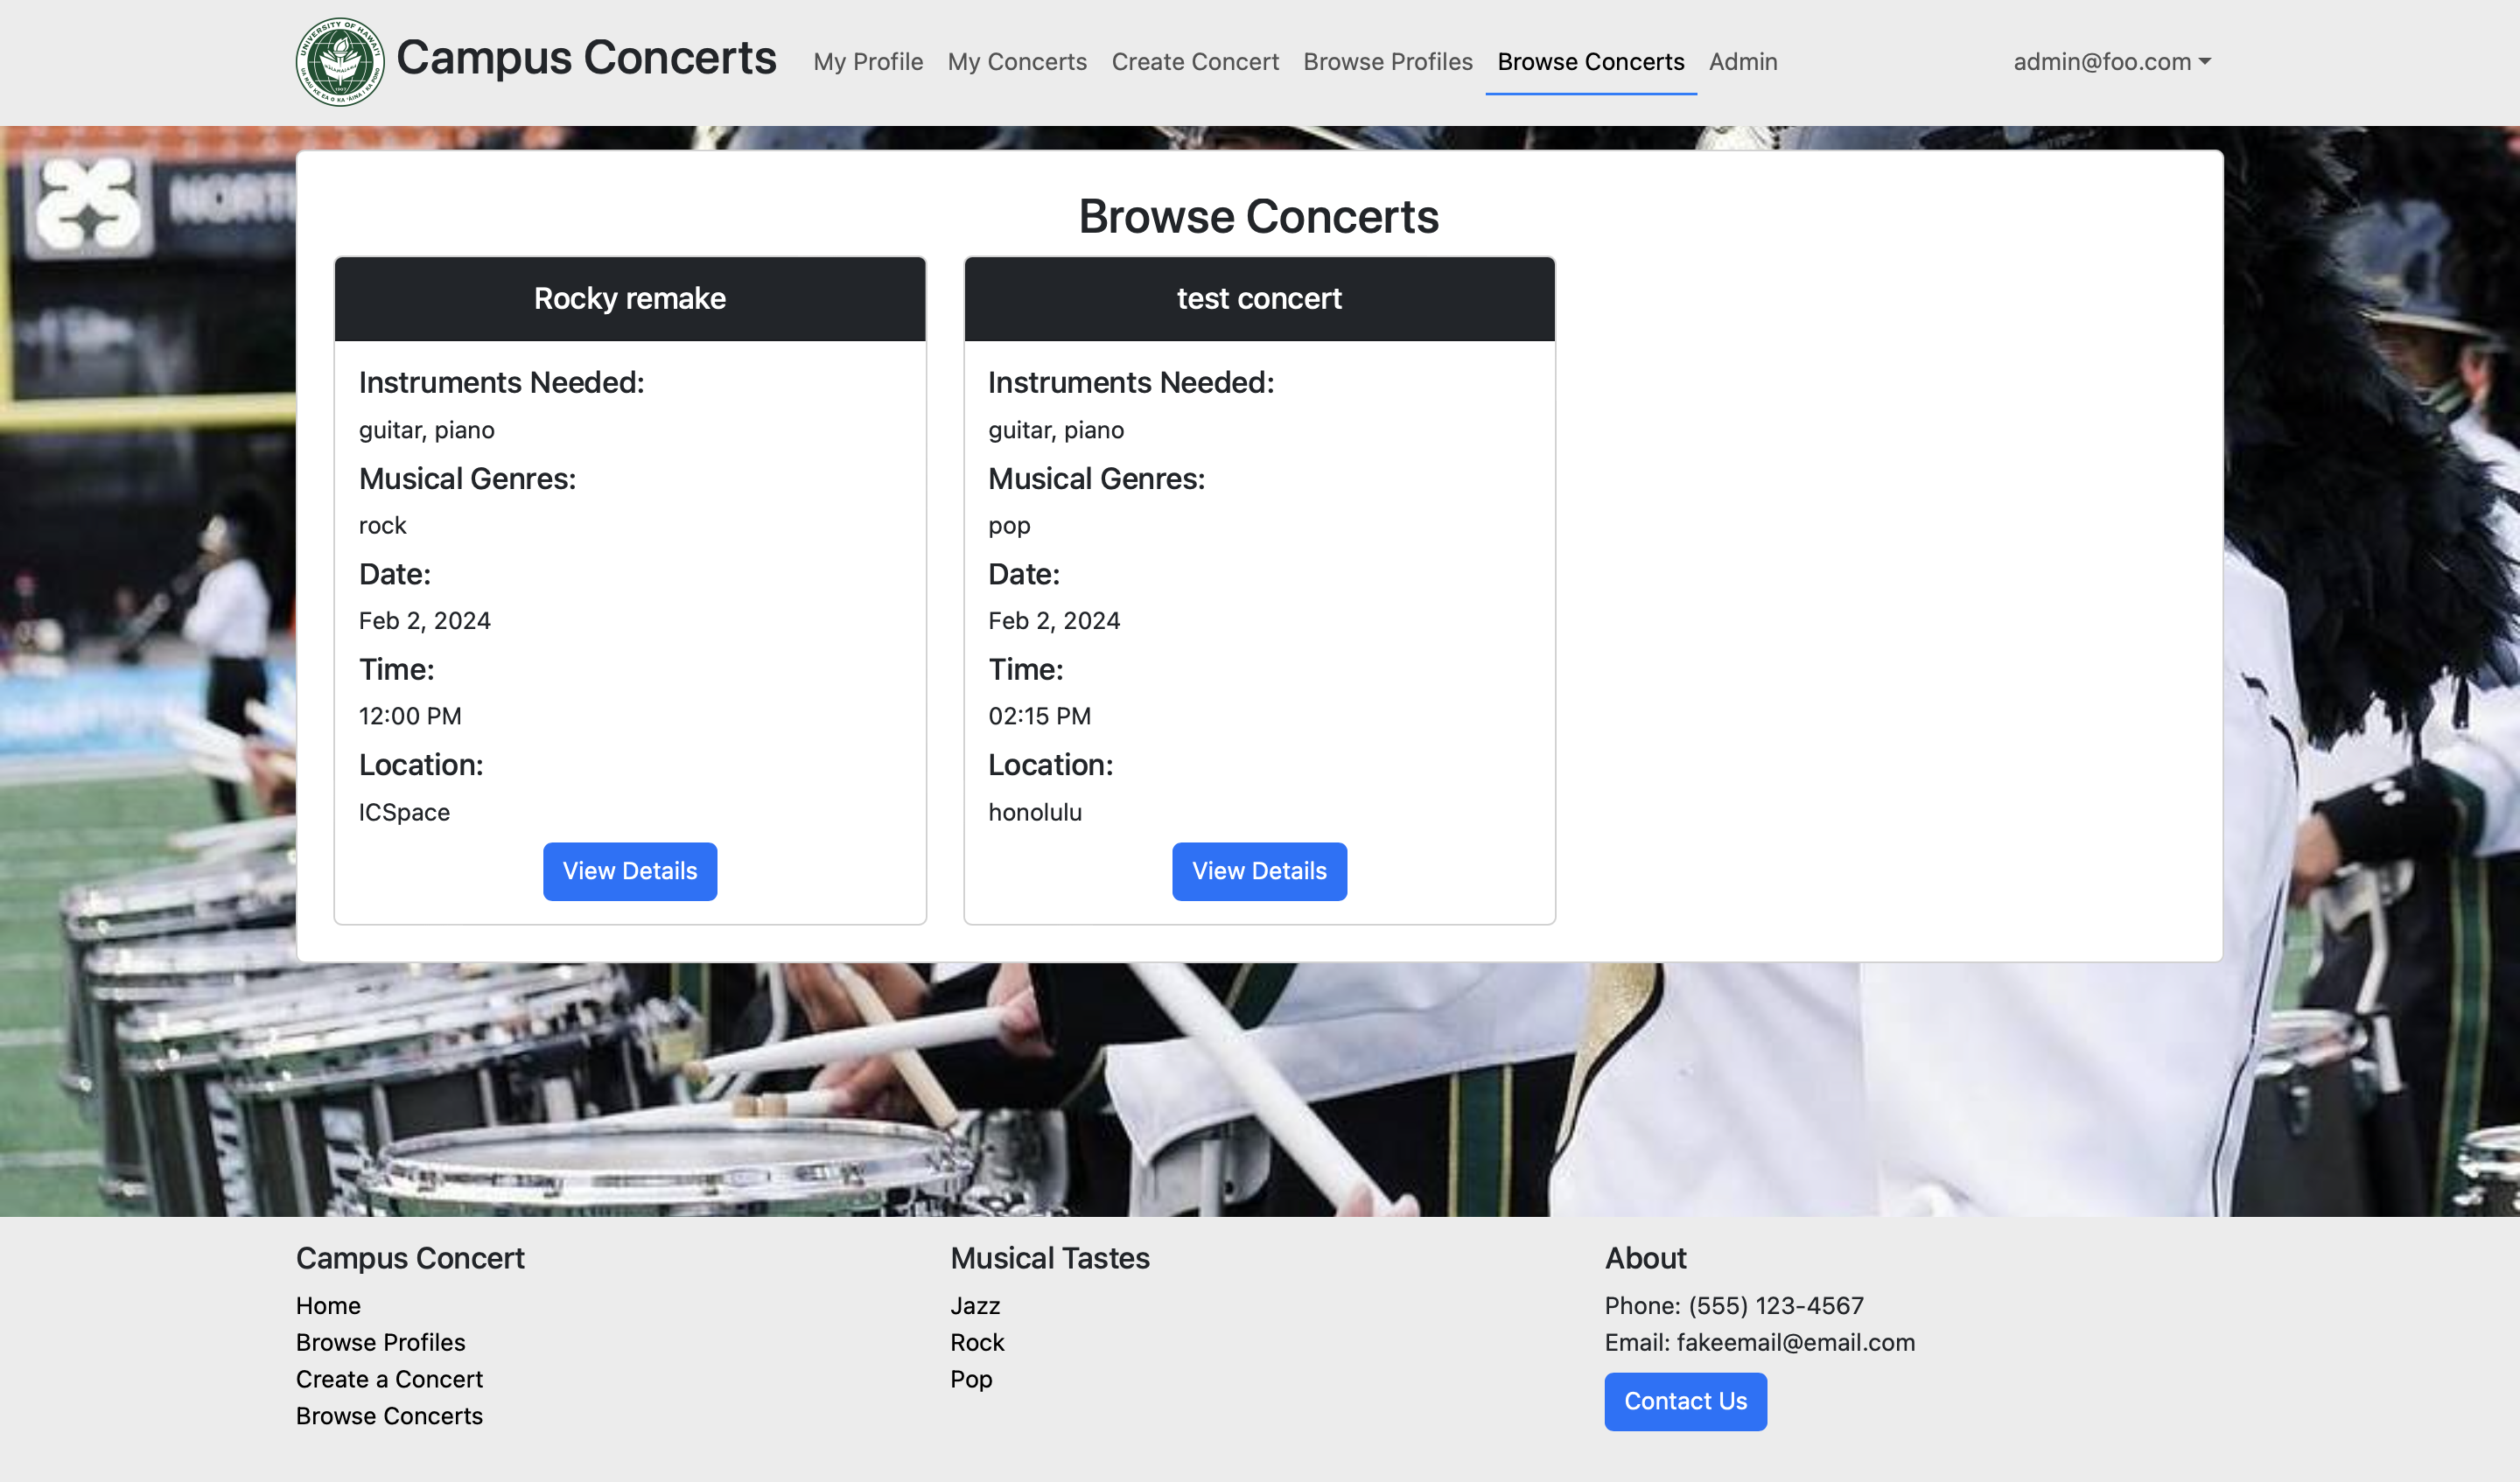 UNIVERSITY OF HAWAI'I
Campus Concerts
My Profile
My Concerts
Create Concert
Browse Profiles
Browse Concerts
Admin
admin@foo.com
Browse Concerts
Rocky remake
Instruments Needed:
guitar, piano
Musical Genres:
rock
Date:
Feb 2, 2024
Time:
12:00 PM
Location:
ICSpace
View Details
test concert
Instruments Needed:
guitar, piano
Musical Genres:
pop
Date:
Feb 2, 2024
Time:
02:15 PM
Location:
honolulu
View Details
Campus Concert
Home
Browse Profiles
Create a Concert
Browse Concerts
Musical Tastes
Jazz
Rock
Pop
About
Phone: (555) 123-4567
Email: fakeemail@email.com
Contact Us